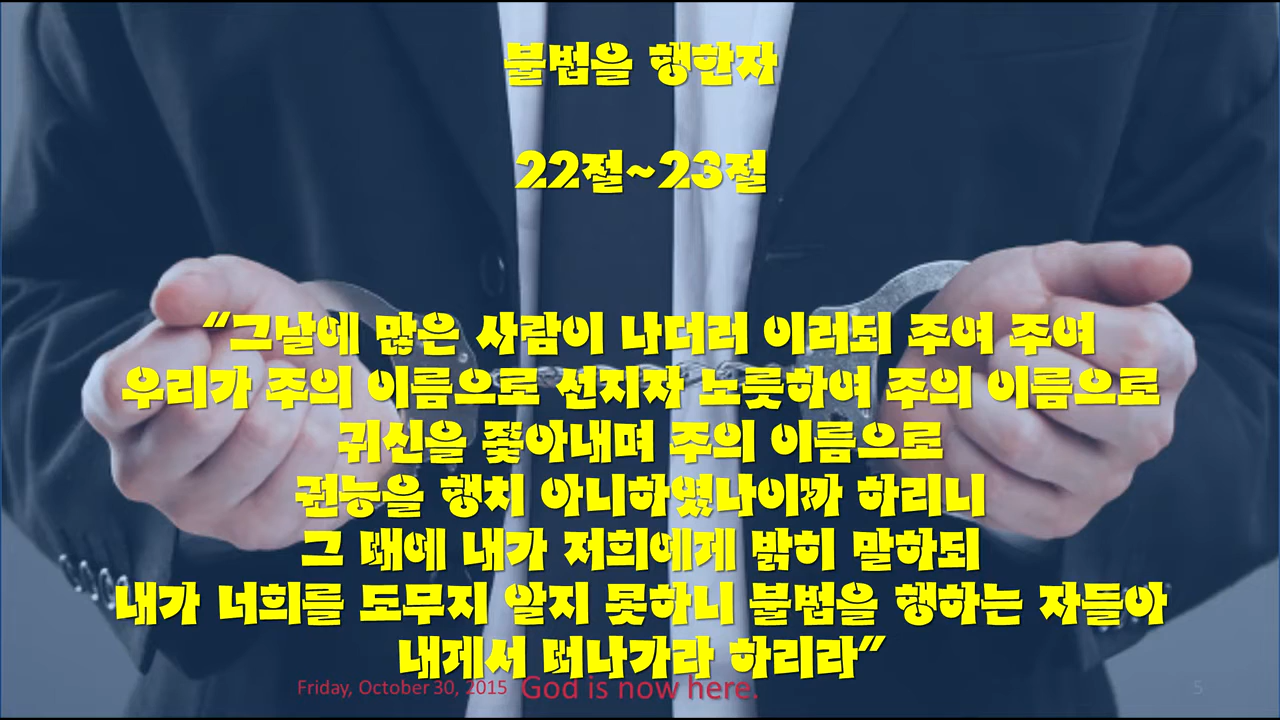 불법을 행한자
22절~23절
“그날에 많은 사람이 나더러 이러되 주여 주여
우리가 주의 이름으로 선지자 노릇하여 주의 이름으로
귀신을 쫓아내며 주의 이름으로
권능을 행치 아니하였나이까 하리니
그 때에 내가 저희에게 밝히 말하되
내가 너희를 도무지 알지 못하니 불법을 행하는 자들아
내게서 떠나가라 하리라”
Friday, October 30, 2015 God is now here. 5